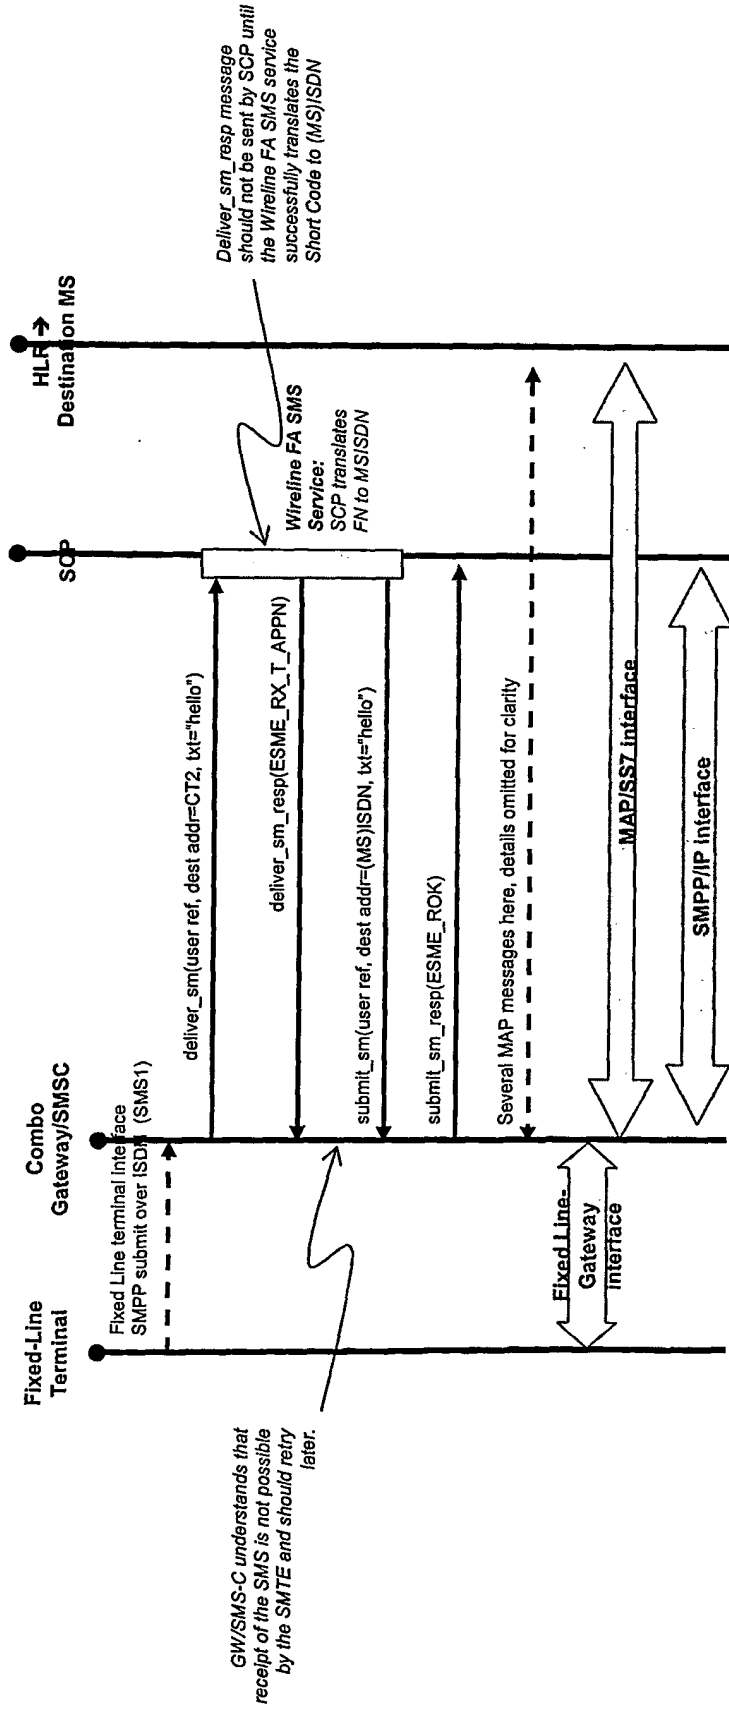 Fixed-Line
Terminal
Combo
Gateway/SMSC
SCP
HLR →
Destination MS
Fixed Line terminal interface
SMPP submit over ISDN (SMS1)
deliver_sm(user ref, dest addr=CT2, txt="hello")
deliver_sm_resp(ESME_RX_T_APPN)
submit_sm(user ref, dest addr=(MS)ISDN, txt="hello")
submit_sm_resp(ESME_ROK)
Several MAP messages here, details omitted for clarity
Wireline FA SMS
Service:
SCP translates
FN to MSISDN
Deliver_sm_resp message
should not be sent by SCP until
the Wireline FA SMS service
successfully translates the
Short Code to (MS)ISDN
GW/SMS-C understands that
receipt of the SMS is not possible
by the SMTE and should retry
later.
Fixed Line-
Gateway
interface
MAP/SS7 interface
SMPP/IP interface